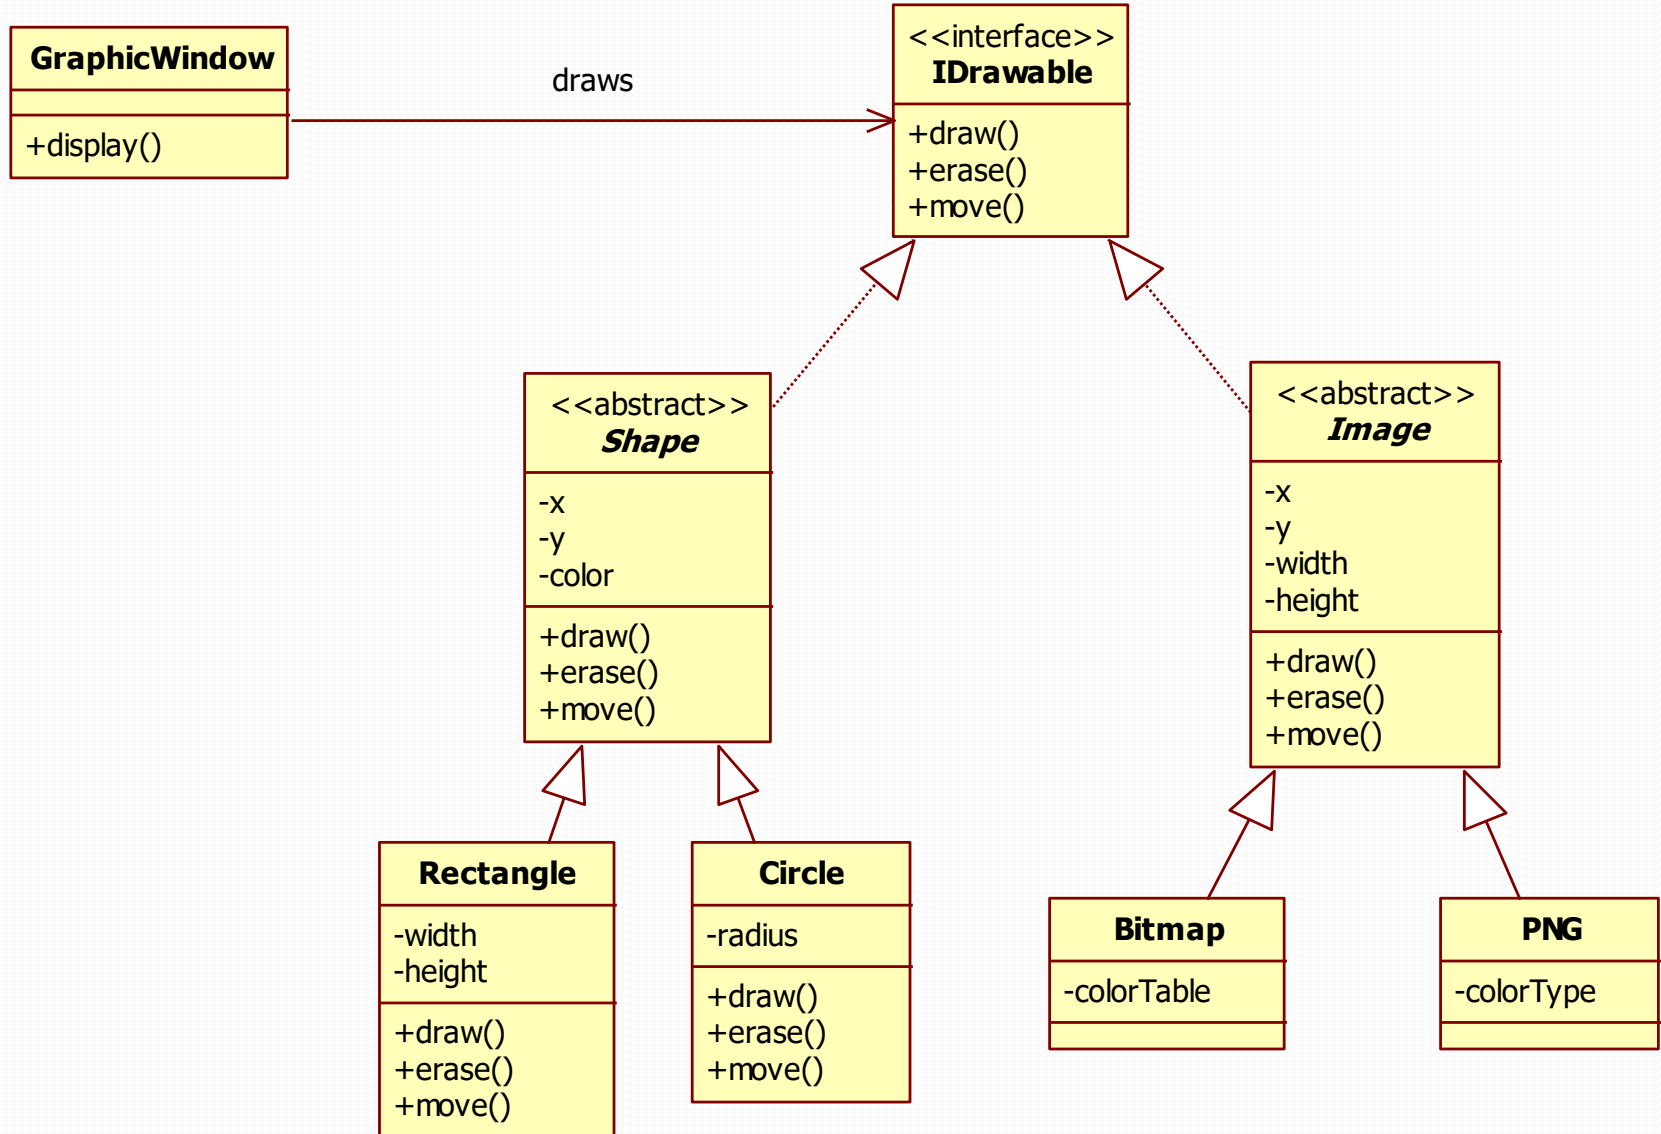 GraphicWindow
+display()
draws
<<interface>>
IDrawable
+draw()
+erase()
+move()
<<abstract>>
Shape
-x
-y
-color
+draw()
+erase()
+move()
<<abstract>>
Image
-x
-y
-width
-height
+draw()
+erase()
+move()
Rectangle
-width
-height
+draw()
+erase()
+move()
Circle
-radius
+draw()
+erase()
+move()
Bitmap
-colorTable
PNG
-colorType